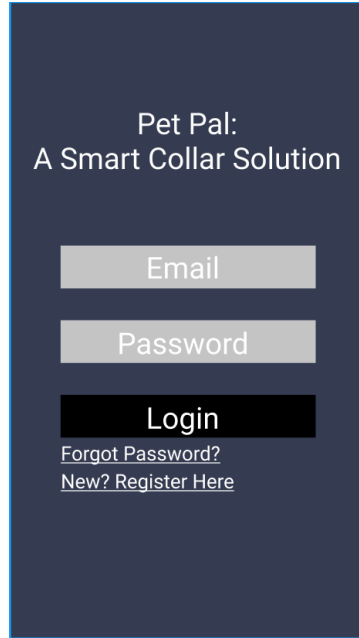 Pet Pal:
A Smart Collar Solution
Email
Password
Login
Forgot Password?
New? Register Here